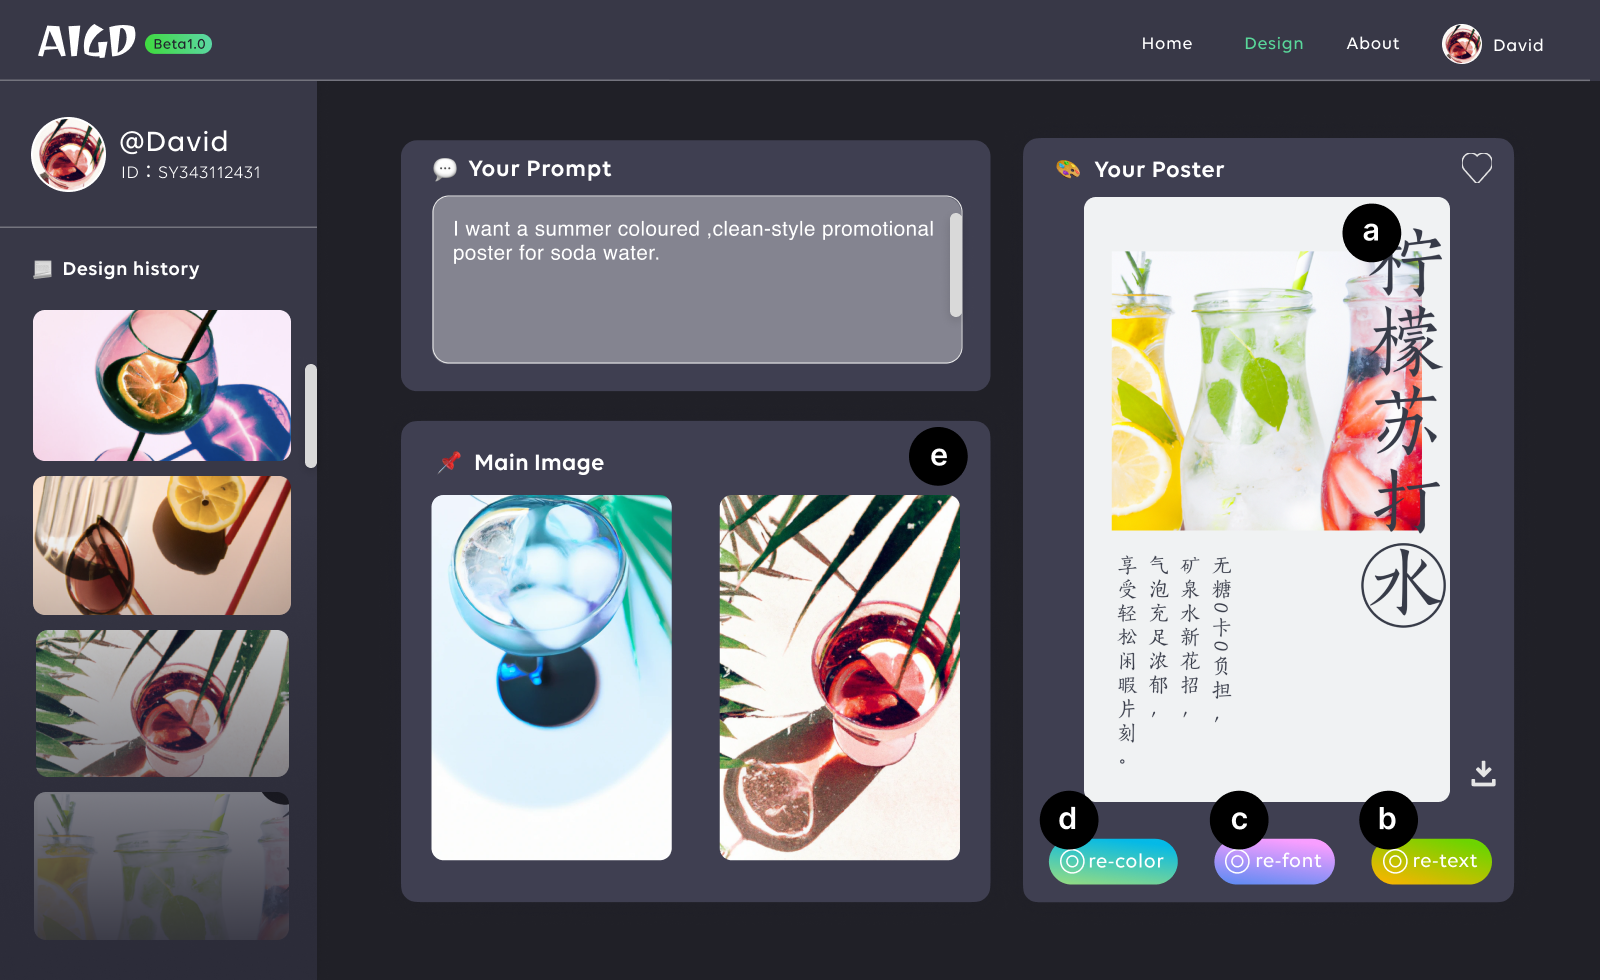 AIGD
Beta1.0
Home
Design
About
David
@David
ID：SY343112431
Design history
Your Prompt
I want a summer coloured ,clean-style promotional
poster for soda water.
Main Image
e
Your Poster
a
柠檬苏打水
无糖0卡0负担，
矿泉水新花招，
气泡充足浓郁，
享受轻松闲暇片刻。
d
c
b
re-color
re-font
re-text